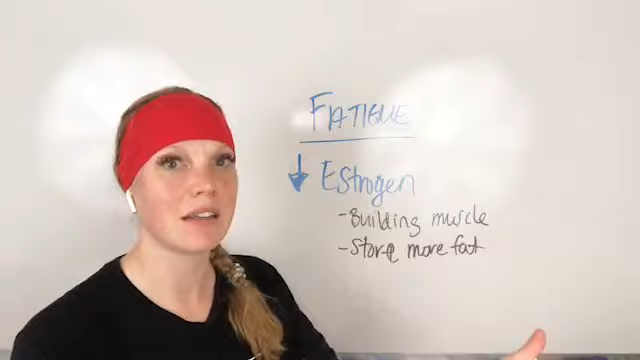 FATIGUE
↓ Estrogen
- Building muscle
- Store more fat